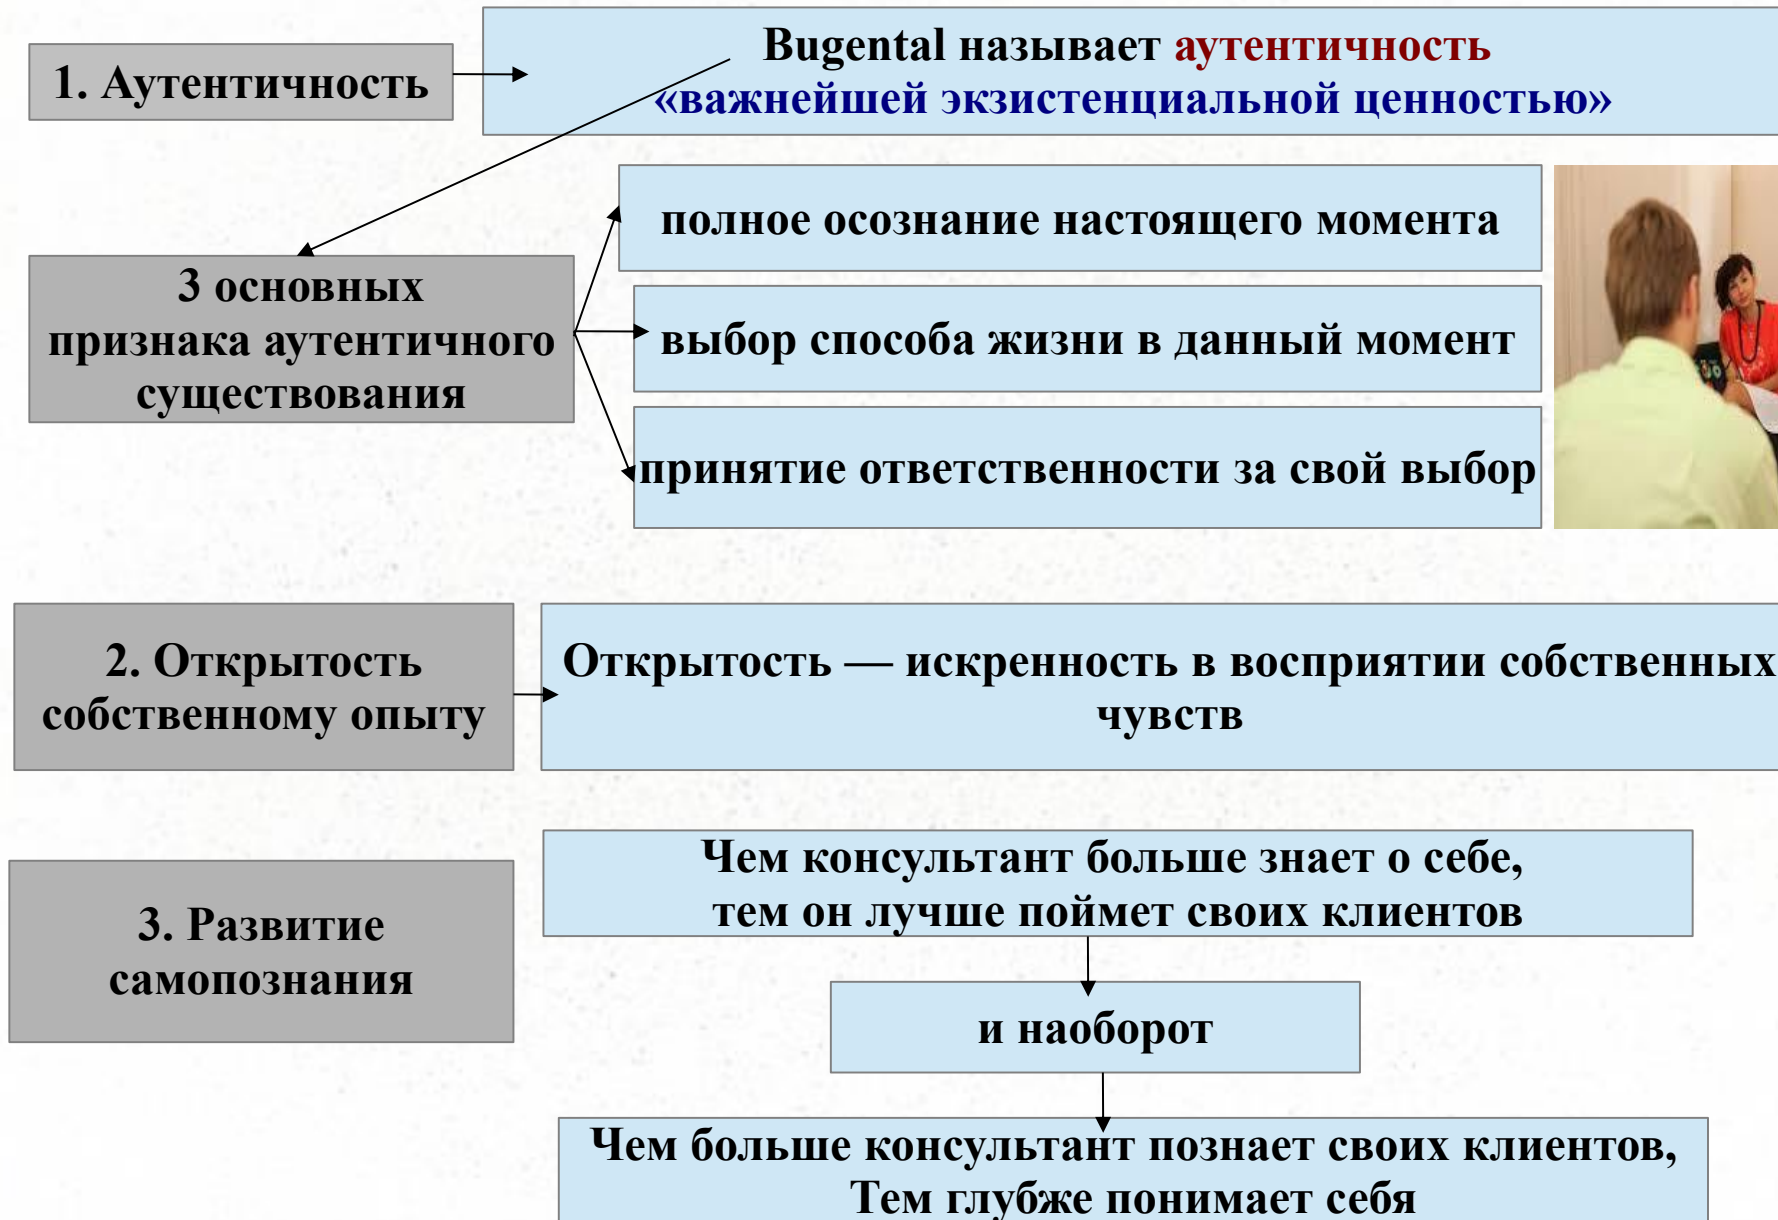 1. Аутентичность
Bugental называет аутентичность
«важнейшей экзистенциальной ценностью»
3 основных
признака аутентичного
существования
полное осознание настоящего момента
выбор способа жизни в данный момент
принятие ответственности за свой выбор
2. Открытость
собственному опыту
Открытость — искренность в восприятии собственных
чувств
3. Развитие
самопознания
Чем консультант больше знает о себе,
тем он лучше поймет своих клиентов
и наоборот
Чем больше консультант познает своих клиентов,
Тем глубже понимает себя